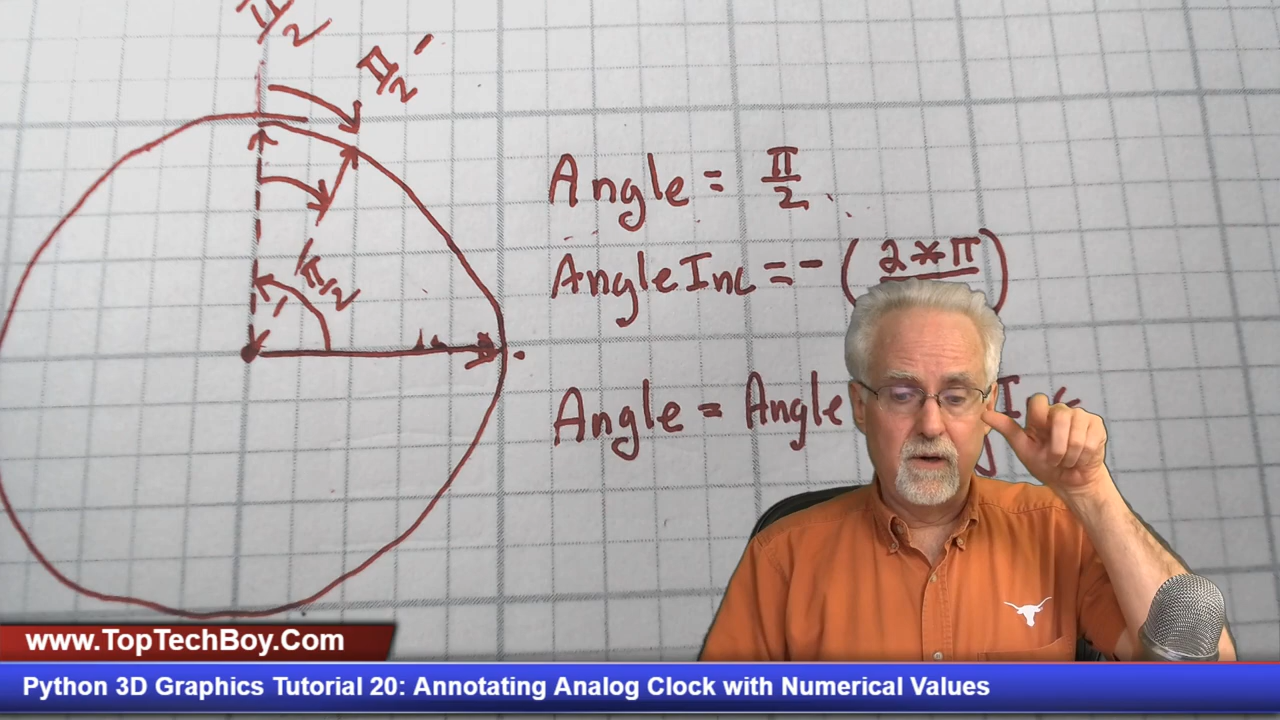 π/2
π/2'
π/2
Angle = π/2
AngleInc = - (2*π
Angle = Angle Inc
www.TopTechBoy.Com
Python 3D Graphics Tutorial 20: Annotating Analog Clock with Numerical Values